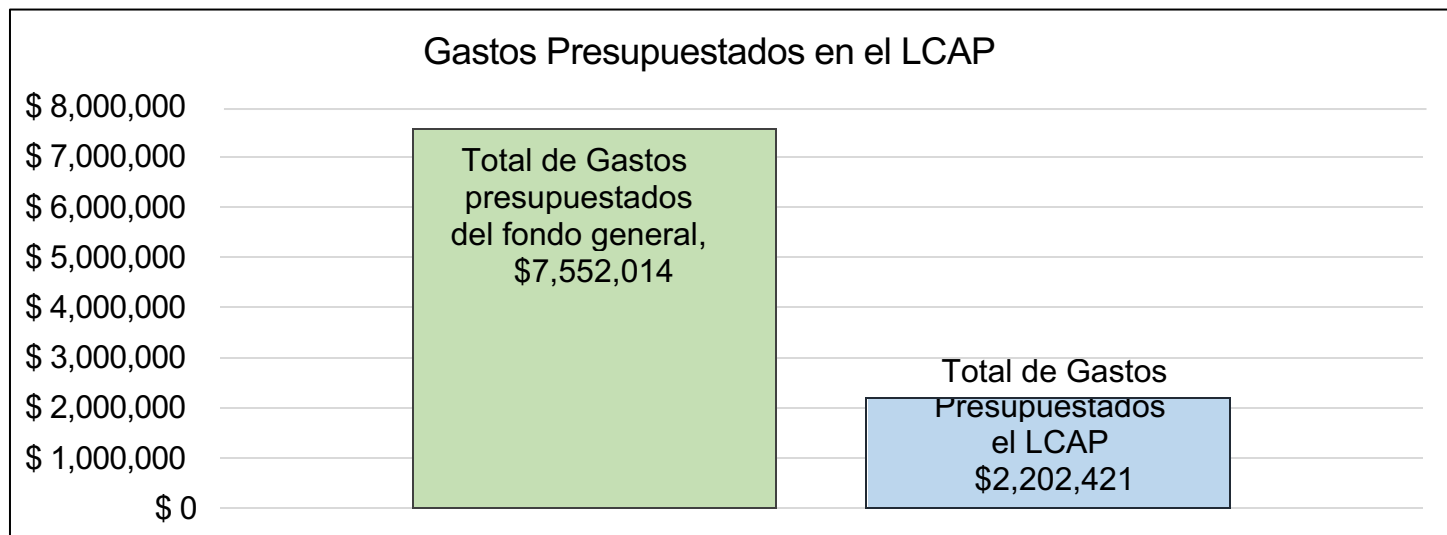 Gastos Presupuestados en el LCAP
$ 8,000,000
$ 7,000,000
$ 6,000,000
$ 5,000,000
$ 4,000,000
$ 3,000,000
$ 2,000,000
$ 1,000,000
$ 0
Total de Gastos
presupuestados
del fondo general,
$7,552,014
Total de Gastos
Presupuestados
el LCAP
$2,202,421